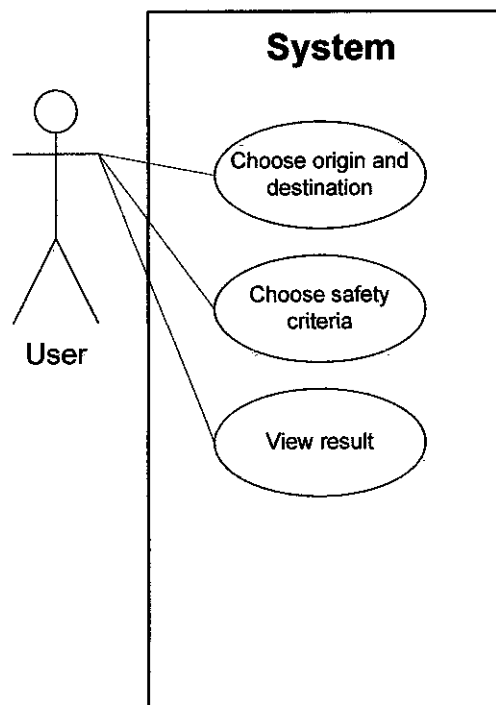 System
Choose origin and
destination
Choose safety
criteria
User
View result